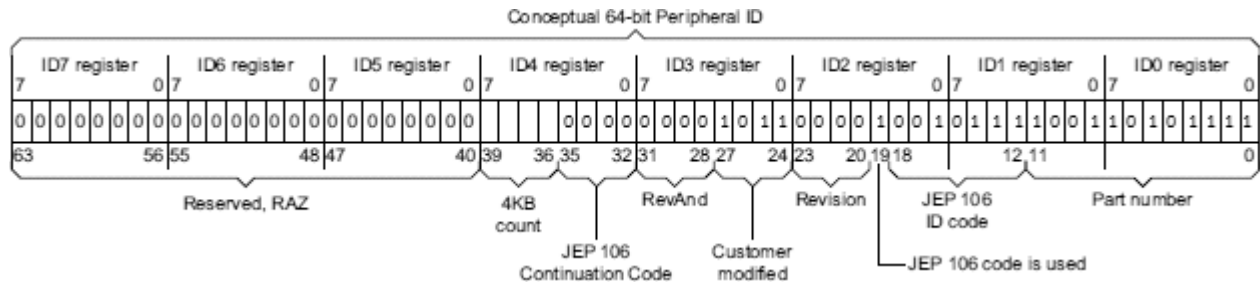 Conceptual 64-bit Peripheral ID
ID7 register ID6 register ID5 register ID4 register ID3 register ID2 register ID1 register ID0 register
7 0 7 0 7 0 7 0 7 0 7 0 7 0 7 0
0 0 0 0 0 0 0 0 0 0 0 0 0 0 0 0 0 0 0 0 0 0 0 0 0 0 0 0 0 0 0 0 1 0 1 1 0 0 0 0 1 0 0 1 0 1 1 1 1 0 0 1 1 0 1 0 1 1 1 1
63 56 55 48 47 40 39 36 35 32 31 28 27 24 23 20 19 18 12 11 0
Reserved, RAZ 4KB RevAnd Revision JEP 106 Part number
count ID code
JEP 106 Customer JEP 106 code is used
Continuation Code modified